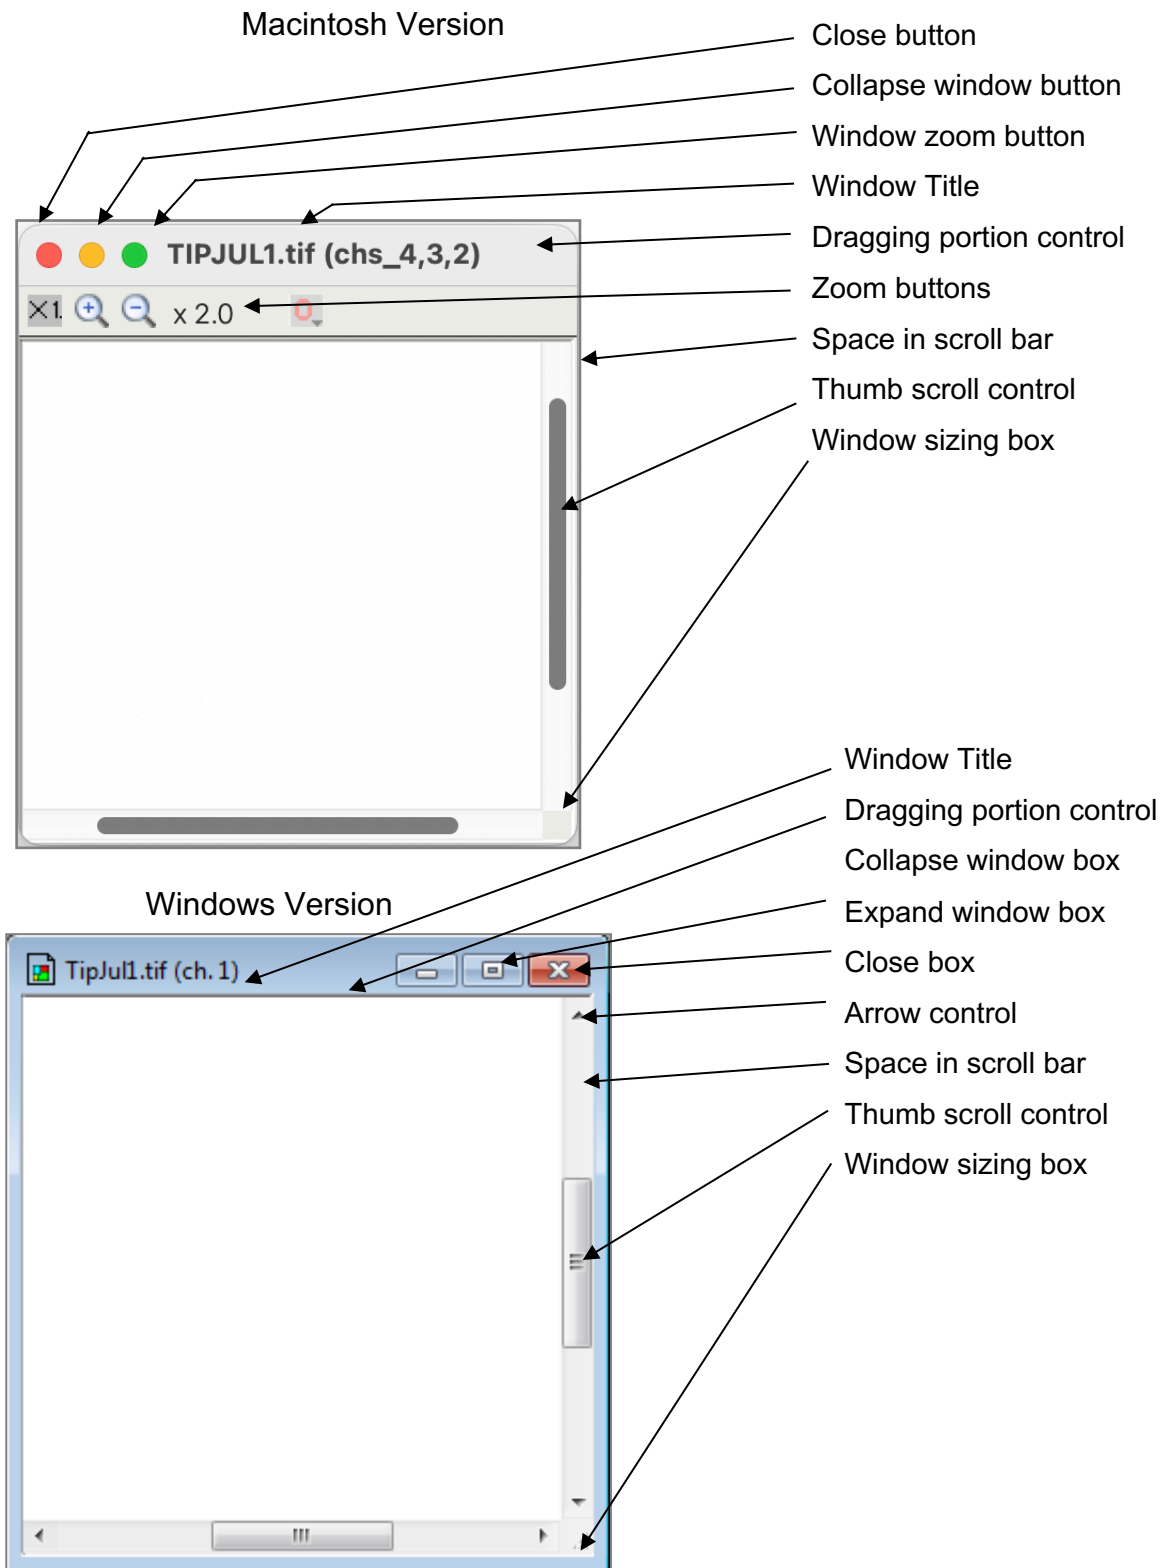 Macintosh Version
Close button
Collapse window button
Window zoom button
Window Title
Dragging portion control
Zoom buttons
Space in scroll bar
Thumb scroll control
Window sizing box
TIPJUL1.tif (chs_4,3,2)
X1.
x 2.0
0
Window Title
Dragging portion control
Collapse window box
Expand window box
Close box
Arrow control
Space in scroll bar
Thumb scroll control
Window sizing box
Windows Version
TipJul1.tif (ch. 1)